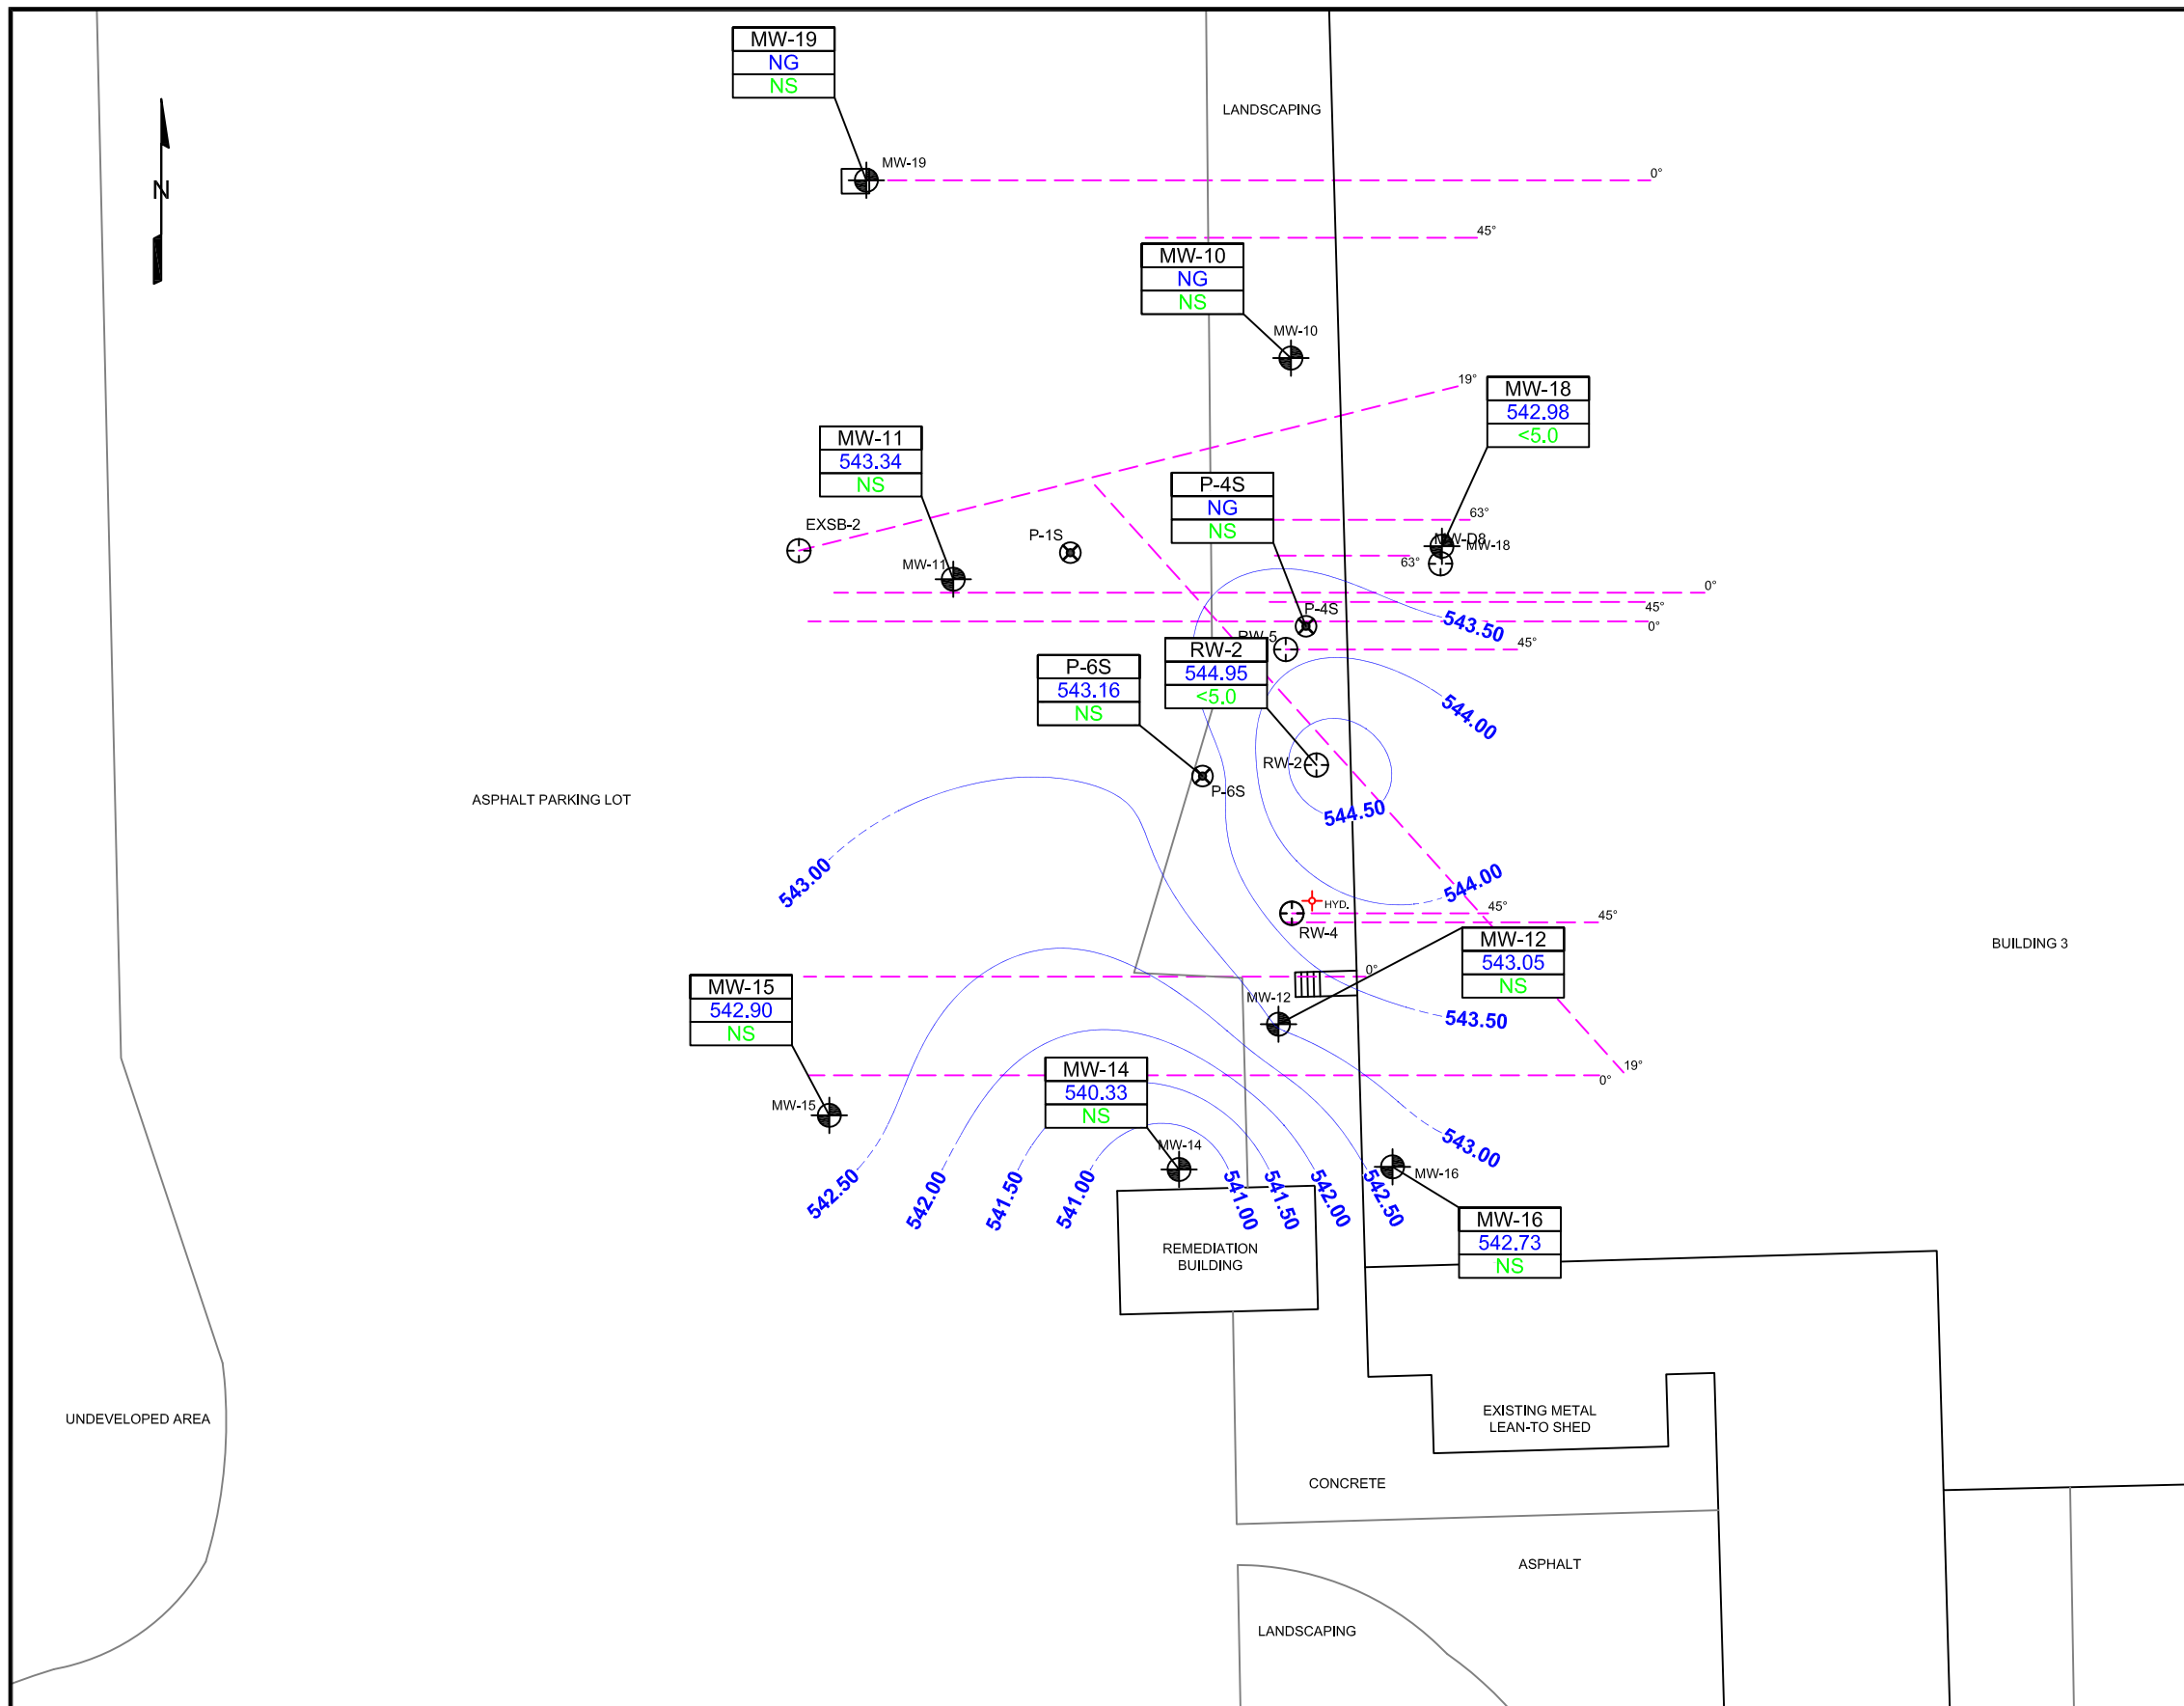 MW-19
NG
NS
LANDSCAPING
MW-19
0°
N
45°
MW-10
NG
NS
MW-10
19°
MW-18
542.98
<5.0
MW-11
543.34
NS
P-4S
NG
NS
63°
EXSB-2
P-1S
MW-D8
MW-18
63°
MW-11
0°
45°
P-4S
543.50
0°
RW-5
45°
RW-2
544.95
<5.0
P-6S
543.16
NS
544.00
RW-2
P-6S
ASPHALT PARKING LOT
544.50
543.00
544.00
HYD.
45°
45°
RW-4
MW-12
543.05
NS
BUILDING 3
0°
MW-15
542.90
NS
MW-12
543.50
MW-14
540.33
NS
19°
0°
MW-15
MW-14
543.00
MW-16
542.50
542.00
541.50
541.00
541.00
541.50
542.00
542.50
MW-16
542.73
NS
REMEDIATION
BUILDING
UNDEVELOPED AREA
EXISTING METAL
LEAN-TO SHED
CONCRETE
ASPHALT
LANDSCAPING